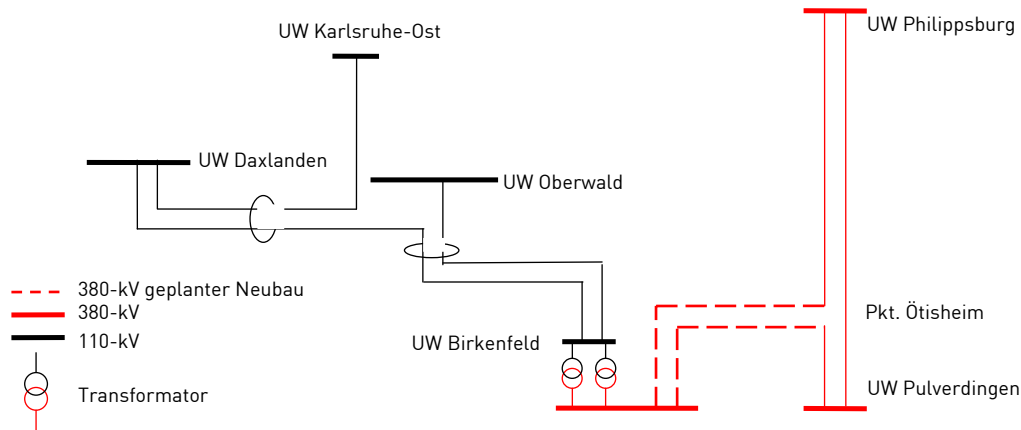 UW Philippsburg
UW Karlsruhe-Ost
UW Daxlanden
UW Oberwald
380-kV geplanter Neubau
380-kV
110-kV
Transformator
UW Birkenfeld
Pkt. Ötisheim
UW Pulverdingen